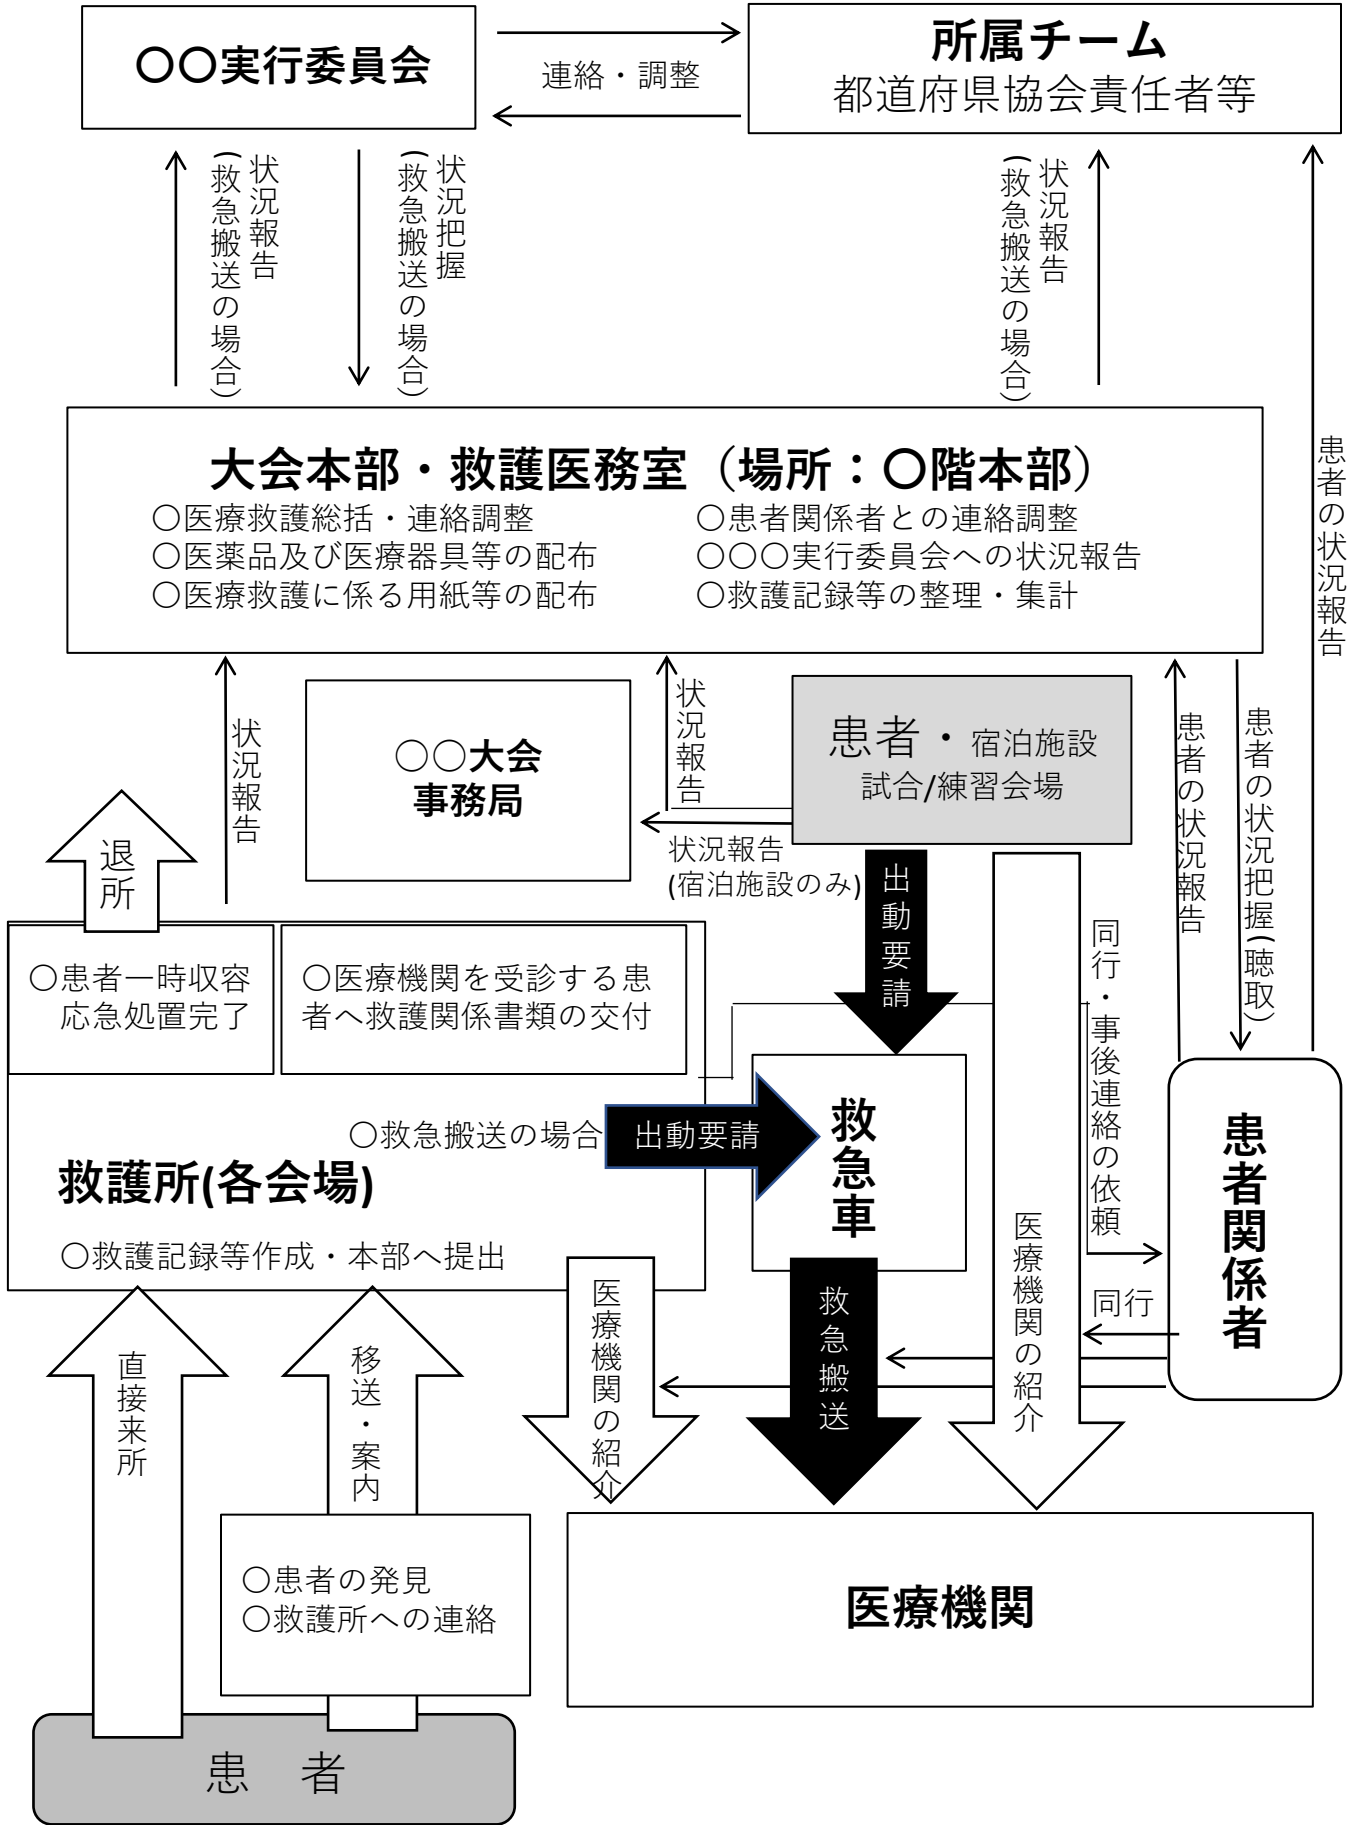 〇〇実行委員会
連絡・調整
所属チーム
都道府県協会責任者等
状況報告
(救急搬送の場合)
状況把握
(救急搬送の場合)
状況報告
(救急搬送の場合)
患者の状況報告
大会本部・救護医務室（場所：〇階本部）
〇医療救護総括・連絡調整
〇医薬品及び医療器具等の配布
〇医療救護に係る用紙等の配布
〇患者関係者との連絡調整
〇〇〇実行委員会への状況報告
〇救護記録等の整理・集計
状況報告
〇〇大会
事務局
状況報告
患者・宿泊施設
試合/練習会場
状況報告
(宿泊施設のみ)
患者の状況報告
患者の状況把握(聴取)
退所
出動要請
同行・事後連絡の依頼
〇患者一時収容
応急処置完了
〇医療機関を受診する患
者へ救護関係書類の交付
〇救急搬送の場合
出動要請
救急車
患者関係者
救護所(各会場)
〇救護記録等作成・本部へ提出
医療機関の紹介
救急搬送
医療機関の紹介
同行
直接来所
移送・案内
〇患者の発見
〇救護所への連絡
医療機関
患　者